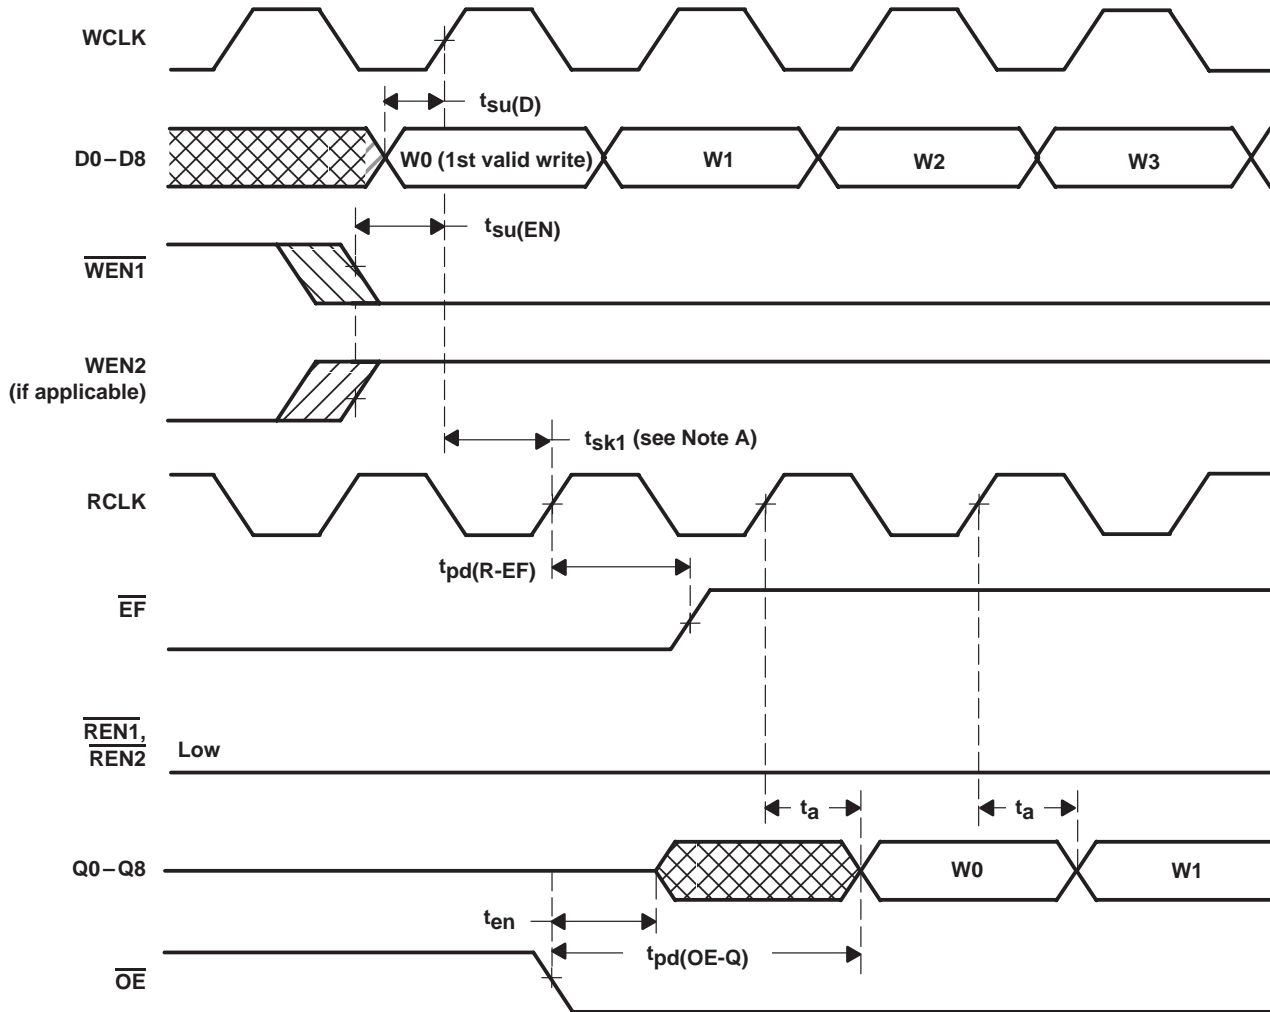 WCLK
tsu(D)
D0–D8
W0 (1st valid write)
W1
W2
W3
tsu(EN)
WEN1
WEN2
(if applicable)
tsk1 (see Note A)
RCLK
tpd(R-EF)
EF
REN1,
REN2
Low
ta
ta
Q0–Q8
W0
W1
ten
tpd(OE-Q)
OE